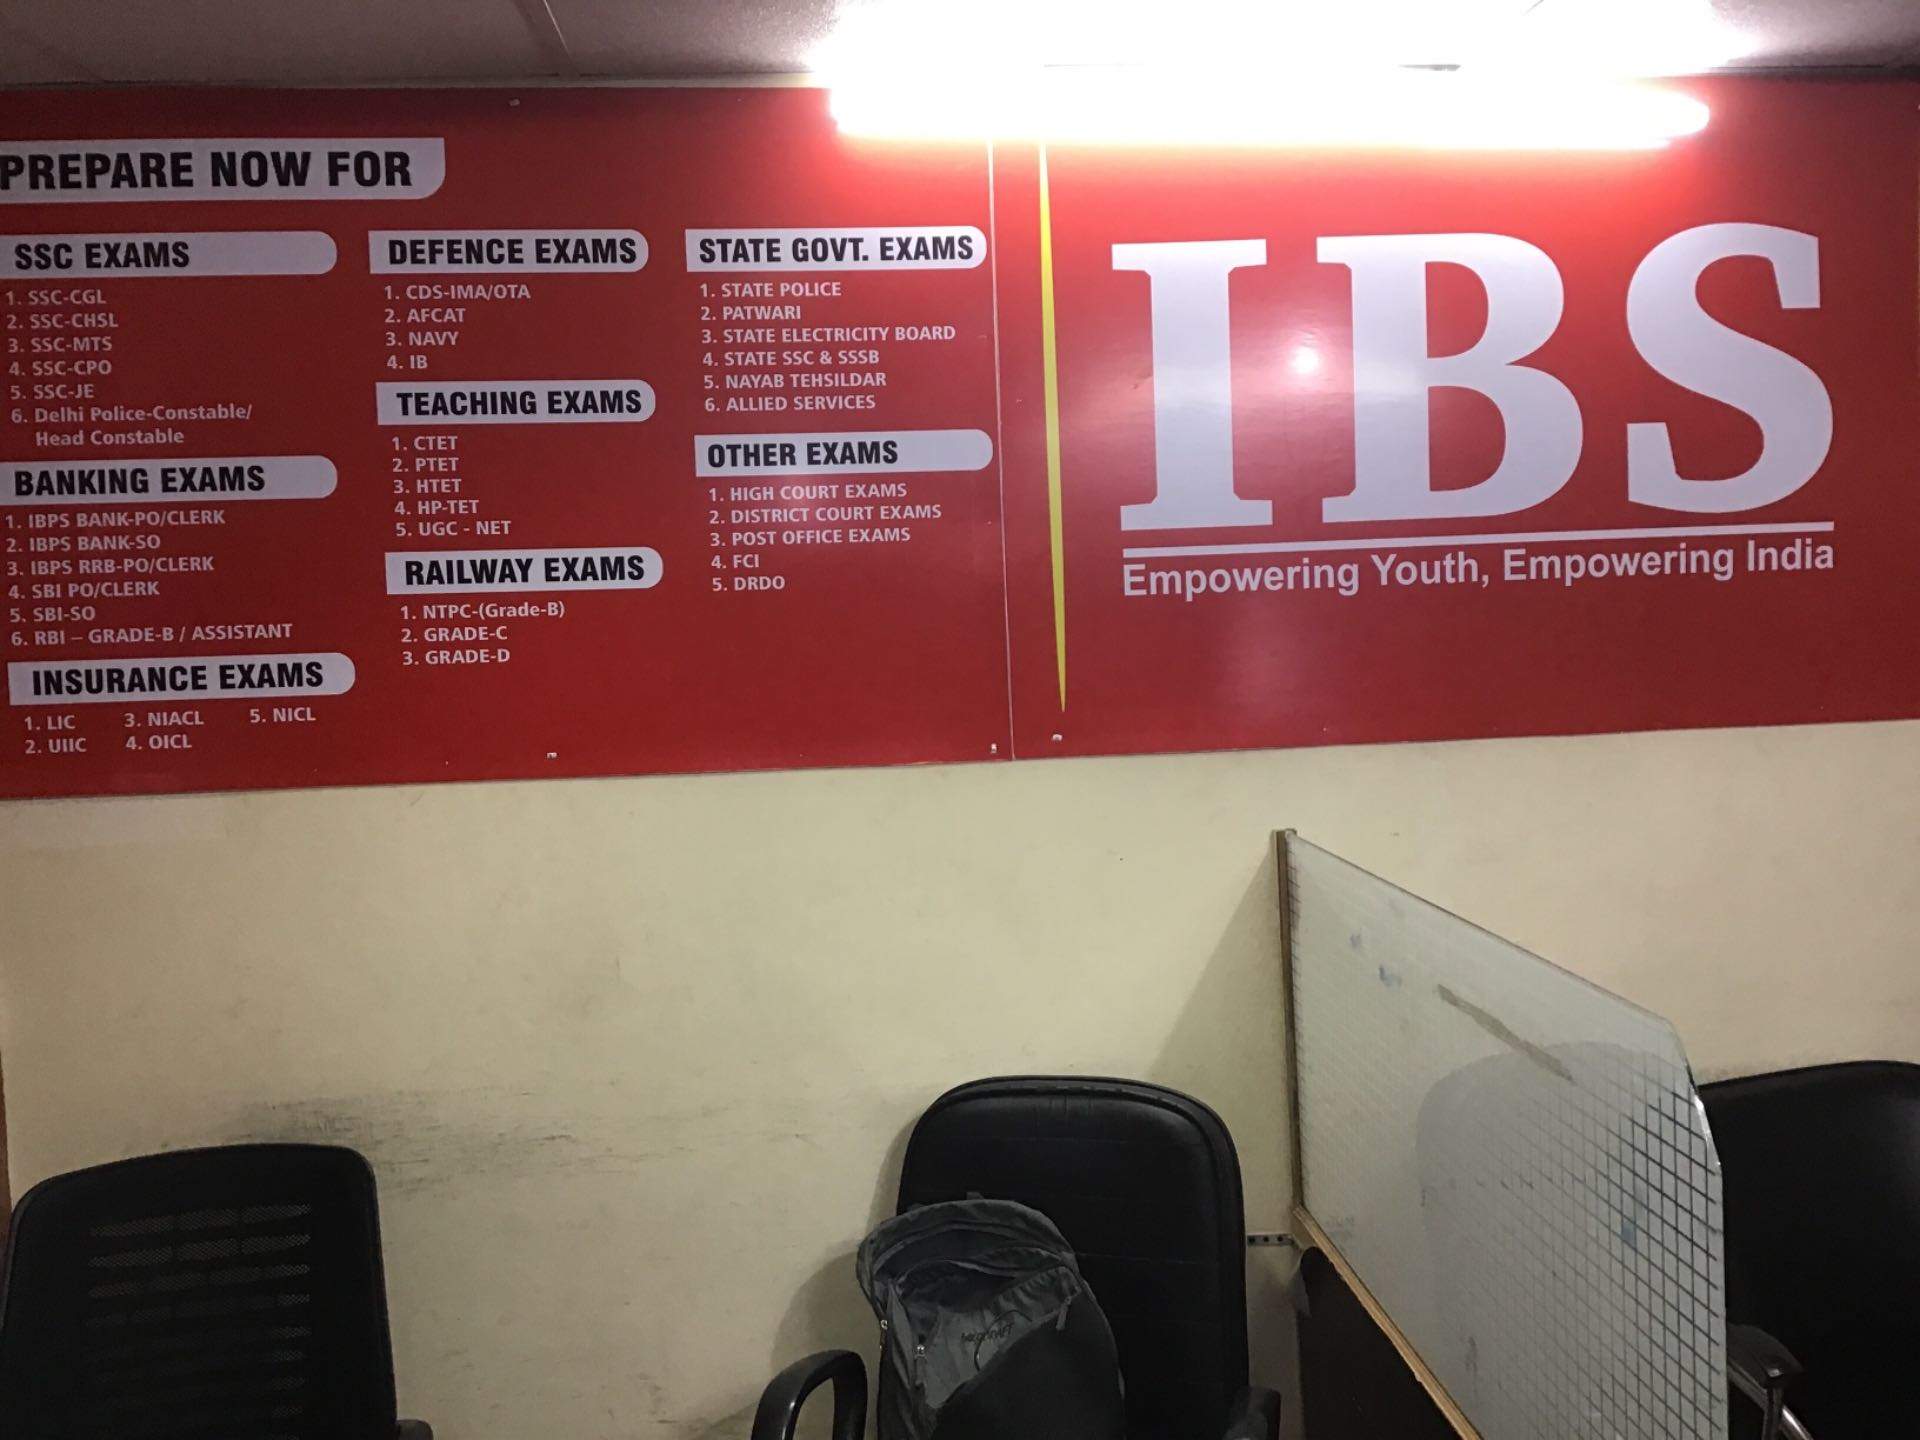 PREPARE NOW FOR
SSC EXAMS
1. SSC-CGL
2. SSC-CHSL
3. SSC-MTS
4. SSC-CPO
5. SSC-JE
6. Delhi Police-Constable/
Head Constable
BANKING EXAMS
1. IBPS BANK-PO/CLERK
2. IBPS BANK-SO
3. IBPS RRB-PO/CLERK
4. SBI PO/CLERK
5. SBI-SO
6. RBI – GRADE-B / ASSISTANT
INSURANCE EXAMS
1. LIC 3. NIACL 5. NICL
2. UIIC 4. OICL
DEFENCE EXAMS
1. CDS-IMA/OTA
2. AFCAT
3. NAVY
4. IB
TEACHING EXAMS
1. CTET
2. PTET
3. HTET
4. HP-TET
5. UGC - NET
RAILWAY EXAMS
1. NTPC-(Grade-B)
2. GRADE-C
3. GRADE-D
STATE GOVT. EXAMS
1. STATE POLICE
2. PATWARI
3. STATE ELECTRICITY BOARD
4. STATE SSC & SSSB
5. NAYAB TEHSILDAR
6. ALLIED SERVICES
OTHER EXAMS
1. HIGH COURT EXAMS
2. DISTRICT COURT EXAMS
3. POST OFFICE EXAMS
4. FCI
5. DRDO
IBS
Empowering Youth, Empowering India